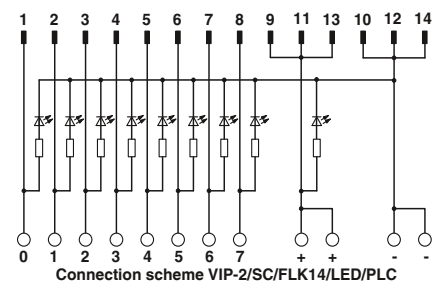 1 2 3 4 5 6 7 8 9 11 13 10 12 14
0 1 2 3 4 5 6 7 + + - -
Connection scheme VIP-2/SC/FLK14/LED/PLC